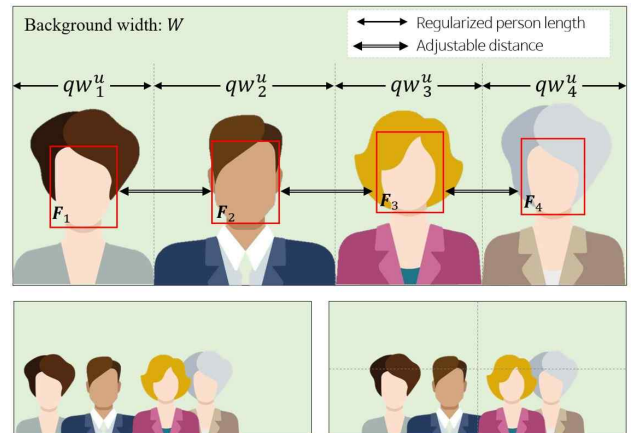 Background width: W
Regularized person length
Adjustable distance
qw₁ᵘ qw₂ᵘ qw₃ᵘ qw₄ᵘ
F₁ F₂ F₃ F₄